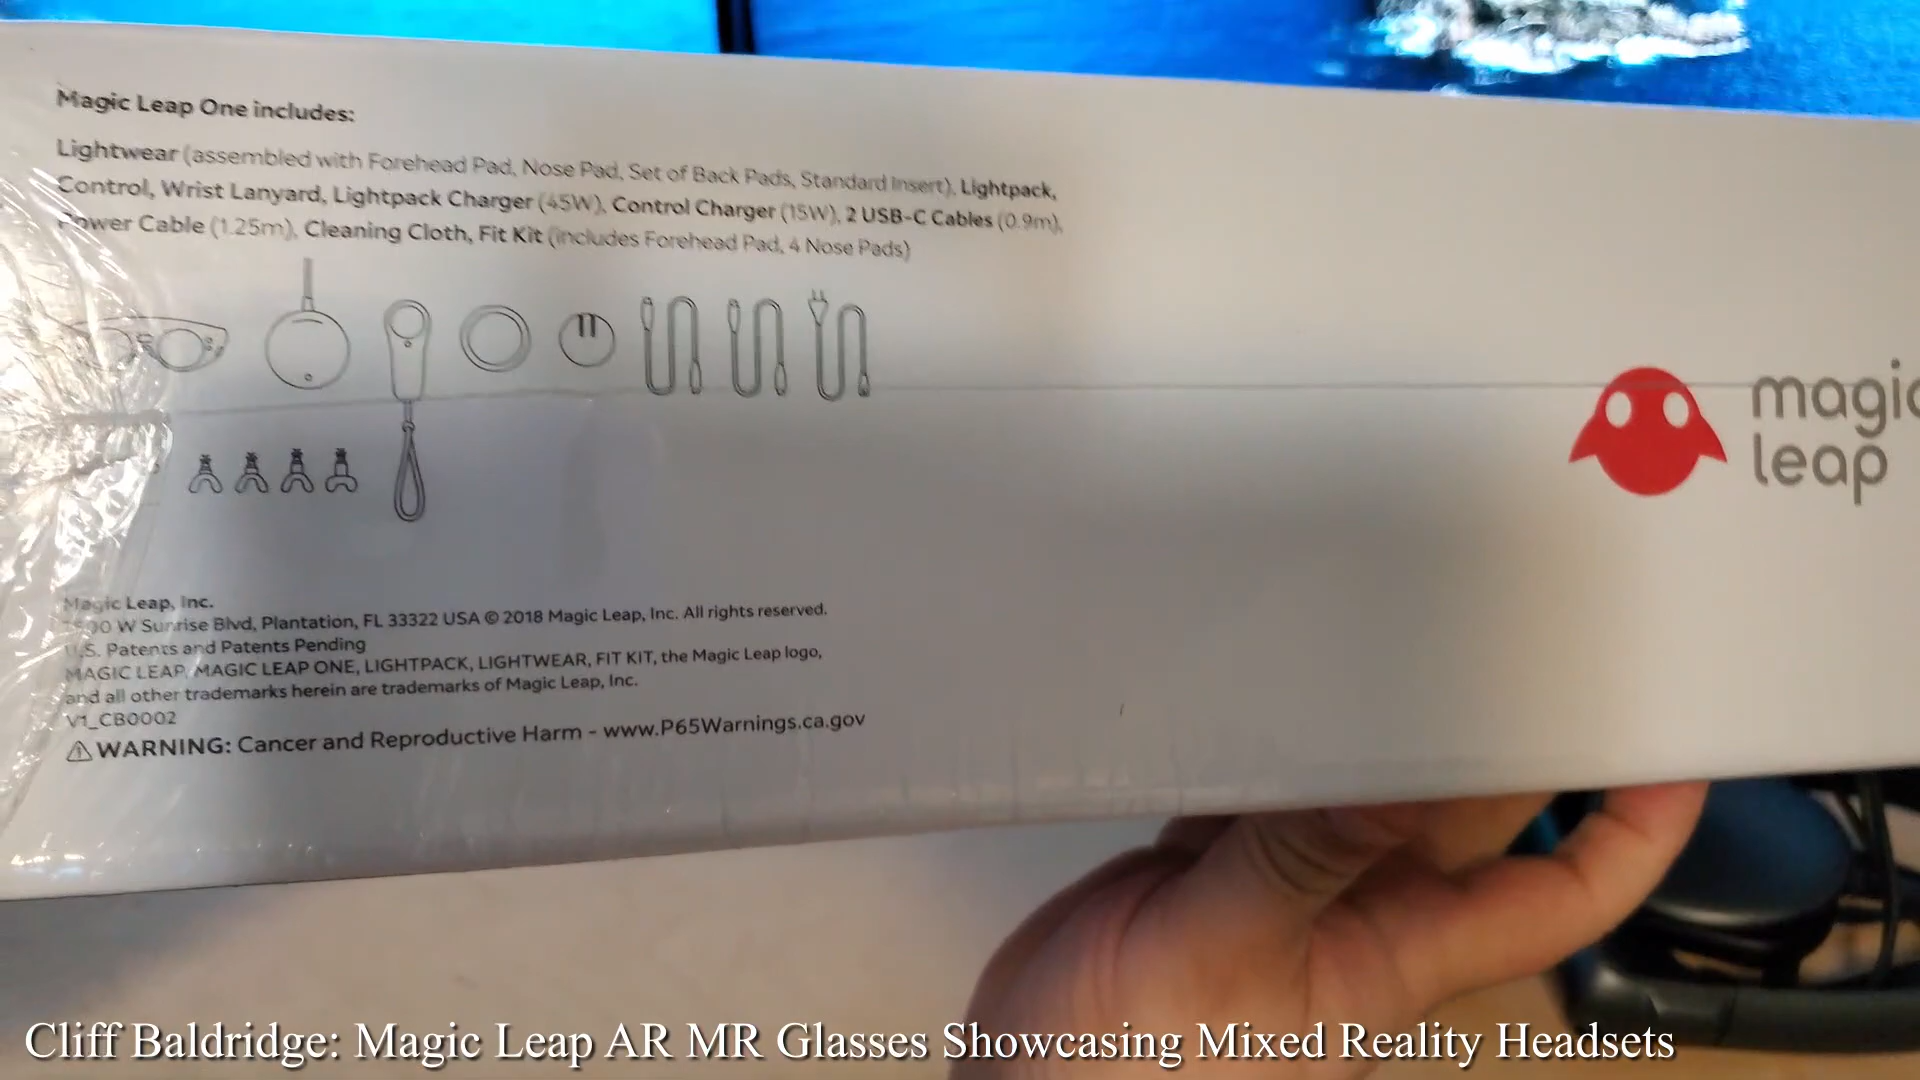 Magic Leap One includes:
Lightwear (assembled with Forehead Pad, Nose Pad, Set of Back Pads, Standard Insert), Lightpack,
Control, Wrist Lanyard, Lightpack Charger (45W), Control Charger (15W), 2 USB-C Cables (0.9m),
Power Cable (1.25m), Cleaning Cloth, Fit Kit (includes Forehead Pad, 4 Nose Pads)
magic
leap
Magic Leap, Inc.
W Sunrise Blvd, Plantation, FL 33322 USA © 2018 Magic Leap, Inc. All rights reserved.
U.S. Patents and Patents Pending
MAGIC LEAP, MAGIC LEAP ONE, LIGHTPACK, LIGHTWEAR, FIT KIT, the Magic Leap logo,
and all other trademarks herein are trademarks of Magic Leap, Inc.
V1_CB0002
⚠ WARNING: Cancer and Reproductive Harm - www.P65Warnings.ca.gov
Cliff Baldridge: Magic Leap AR MR Glasses Showcasing Mixed Reality Headsets